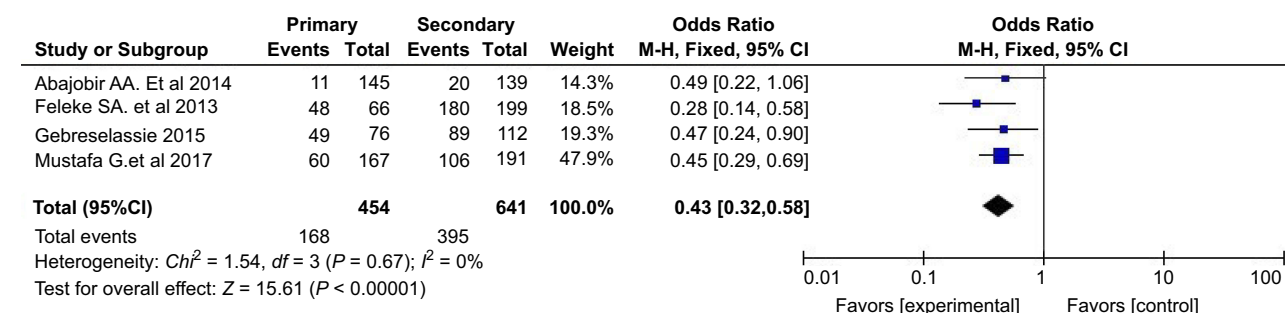 Primary Secondary Odds Ratio Odds Ratio
Study or Subgroup Events Total Events Total Weight M-H, Fixed, 95% CI M-H, Fixed, 95% CI
Abajobir AA. Et al 2014 11 145 20 139 14.3% 0.49 [0.22, 1.06]
Feleke SA. et al 2013 48 66 180 199 18.5% 0.28 [0.14, 0.58]
Gebreselassie 2015 49 76 89 112 19.3% 0.47 [0.24, 0.90]
Mustafa G.et al 2017 60 167 106 191 47.9% 0.45 [0.29, 0.69]
Total (95%CI) 454 641 100.0% 0.43 [0.32,0.58]
Total events 168 395
Heterogeneity: Chi² = 1.54, df = 3 (P = 0.67); I² = 0%
Test for overall effect: Z = 15.61 (P < 0.00001)
0.01 0.1 1 10 100
Favors [experimental] Favors [control]